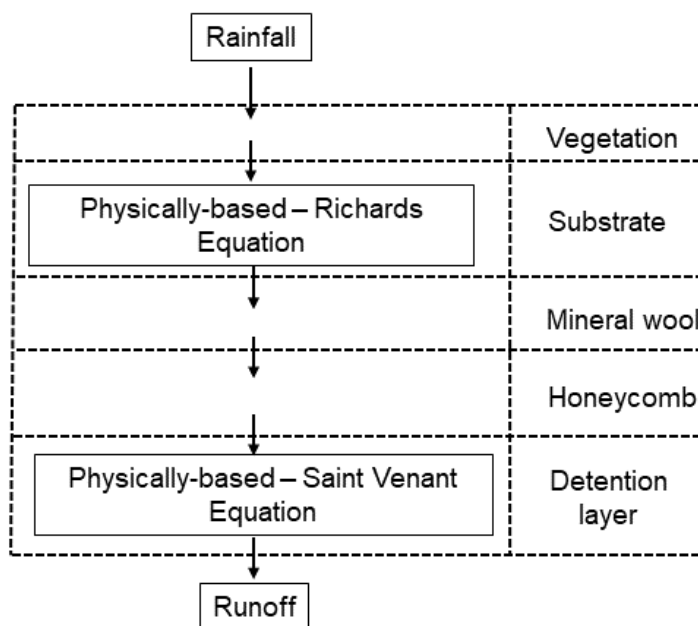 Rainfall
Vegetation
Physically-based – Richards
Equation
Substrate
Mineral wool
Honeycomb
Physically-based – Saint Venant
Equation
Detention
layer
Runoff